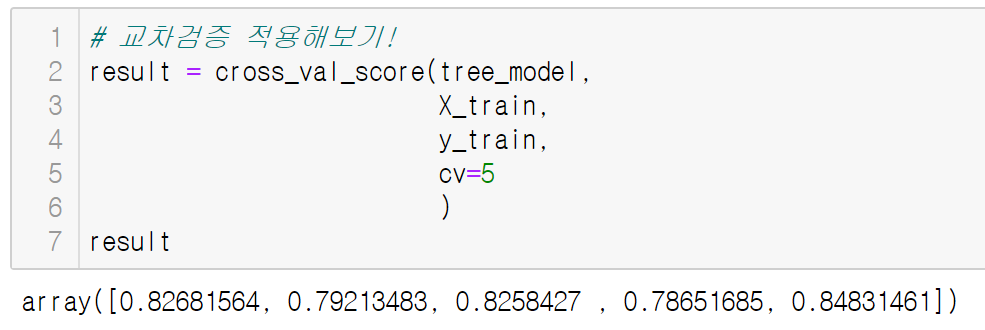 1 # 교차검증 적용해보기!
2 result = cross_val_score(tree_model,
3 X_train,
4 y_train,
5 cv=5
6 )
7 result
array([0.82681564, 0.79213483, 0.8258427 , 0.78651685, 0.84831461])